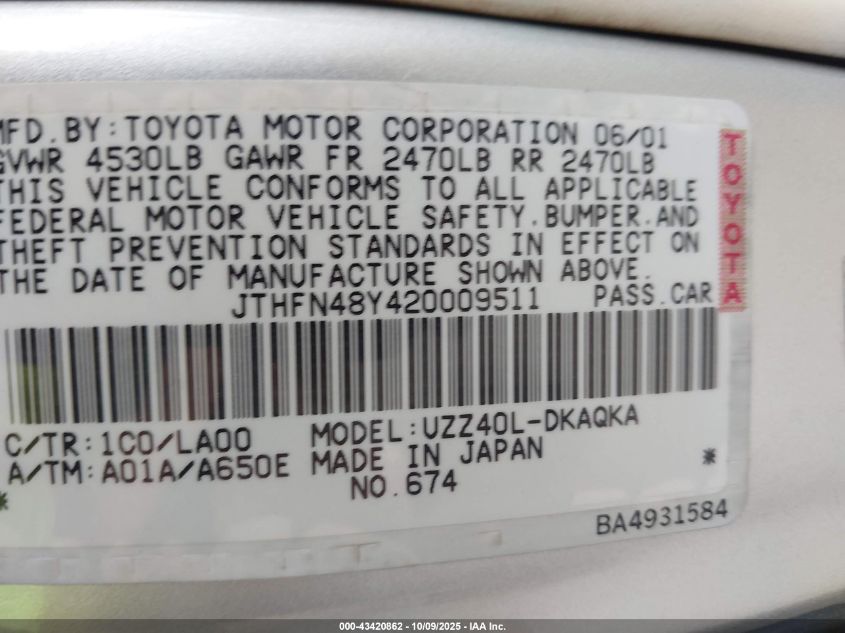 MFD.BY:TOYOTA MOTOR CORPORATION 06/01
GVWR 4530LB GAWR FR 2470LB RR 2470LB
THIS VEHICLE CONFORMS TO ALL APPLICABLE
FEDERAL MOTOR VEHICLE SAFETY.BUMPER.AND
THEFT PREVENTION STANDARDS IN EFFECT ON
THE DATE OF MANUFACTURE SHOWN ABOVE.
JTHFN48Y420009511 PASS.CAR
TOYOTA
C/TR:1C0/LA00 MODEL:UZZ40L-DKAQKA
A/TM:A01A/A650E MADE IN JAPAN *
* NO.674
BA4931584
000-43420862 - 10/09/2025 - IAA Inc.